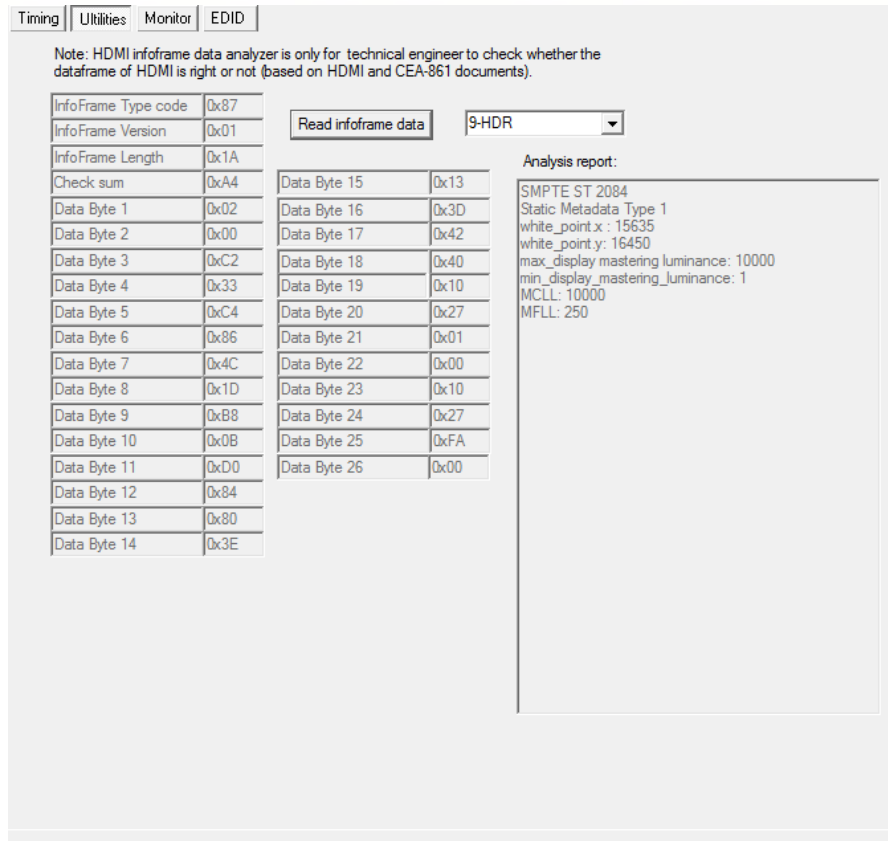 Timing Ultilities Monitor EDID
Note: HDMI infoframe data analyzer is only for technical engineer to check whether the
dataframe of HDMI is right or not (based on HDMI and CEA-861 documents).
InfoFrame Type code 0x87
InfoFrame Version 0x01
InfoFrame Length 0x1A
Check sum 0xA4
Data Byte 1 0x02
Data Byte 2 0x00
Data Byte 3 0xC2
Data Byte 4 0x33
Data Byte 5 0xC4
Data Byte 6 0x86
Data Byte 7 0x4C
Data Byte 8 0x1D
Data Byte 9 0xB8
Data Byte 10 0x0B
Data Byte 11 0xD0
Data Byte 12 0x84
Data Byte 13 0x80
Data Byte 14 0x3E
Read infoframe data 9-HDR
Data Byte 15 0x13
Data Byte 16 0x3D
Data Byte 17 0x42
Data Byte 18 0x40
Data Byte 19 0x10
Data Byte 20 0x27
Data Byte 21 0x01
Data Byte 22 0x00
Data Byte 23 0x10
Data Byte 24 0x27
Data Byte 25 0xFA
Data Byte 26 0x00
Analysis report:
SMPTE ST 2084
Static Metadata Type 1
white_point.x : 15635
white_point.y: 16450
max_display mastering luminance: 10000
min_display_mastering_luminance: 1
MCLL: 10000
MFLL: 250